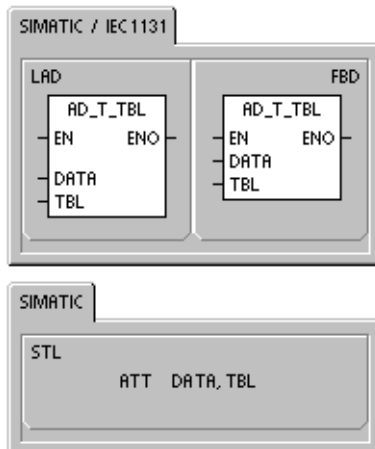 SIMATIC / IEC1131
LAD
FBD
AD_T_TBL
EN ENO
DATA
TBL
AD_T_TBL
EN ENO
DATA
TBL
SIMATIC
STL
ATT DATA, TBL